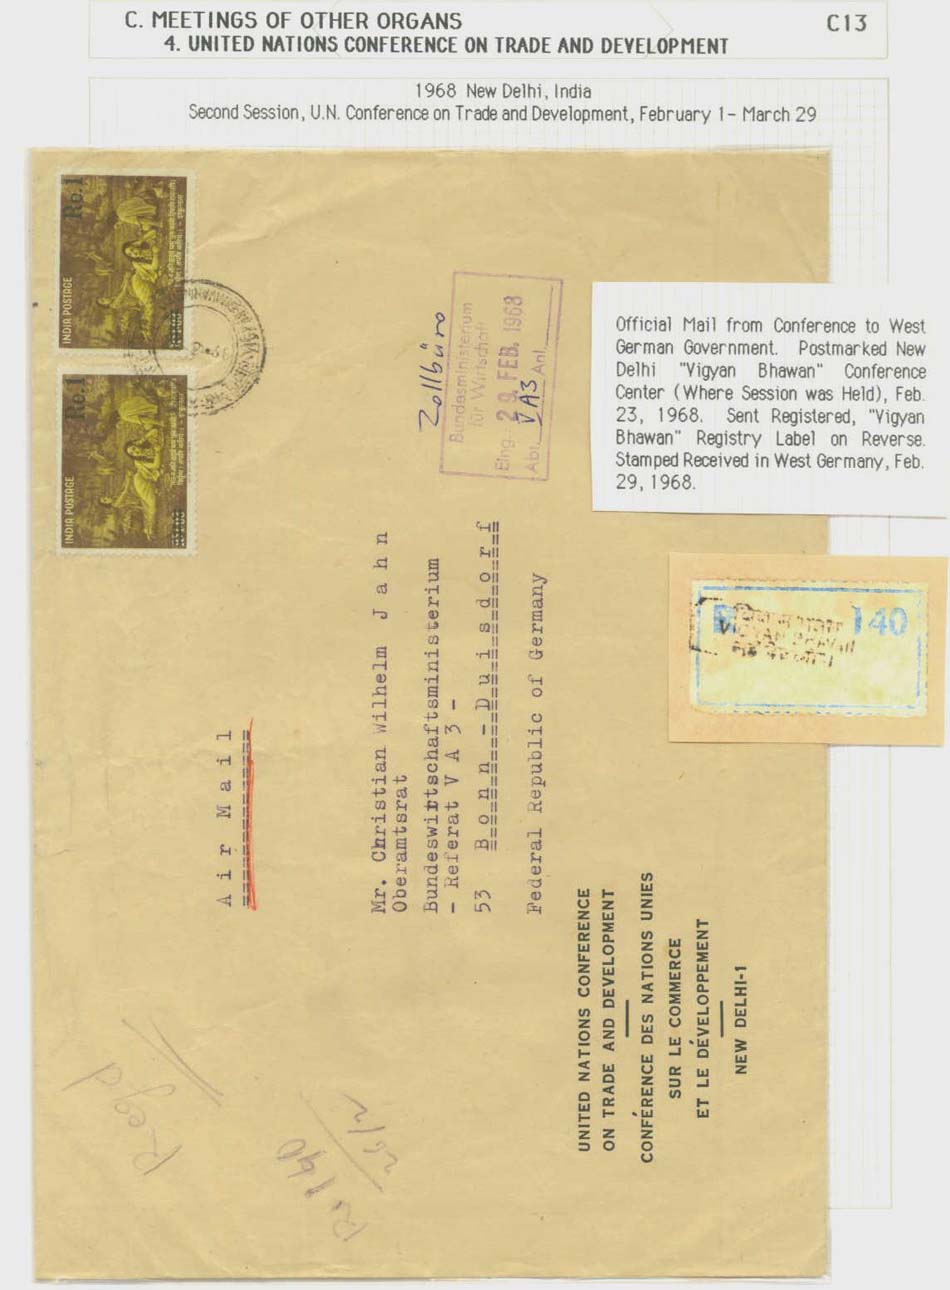 C. MEETINGS OF OTHER ORGANS
C13
4. UNITED NATIONS CONFERENCE ON TRADE AND DEVELOPMENT
1968 New Delhi, India
Second Session, U.N. Conference on Trade and Development, February 1- March 29
Re.1
INDIA POSTAGE
Re.1
INDIA POSTAGE
Zollbüro
Bundesministerium
für Wirtschaft
Eing. 29. FEB. 1968
Abt. VA3 Anl.
Official Mail from Conference to West
German Government. Postmarked New
Delhi "Vigyan Bhawan" Conference
Center (Where Session was Held), Feb.
23, 1968. Sent Registered, "Vigyan
Bhawan" Registry Label on Reverse.
Stamped Received in West Germany, Feb.
29, 1968.
140
Air Mail
Mr. Christian Wilhelm Jahn
Oberamtsrat
Bundeswirtschaftsministerium
- Referat V A 3 -
53 Bonn-Duisdorf
Federal Republic of Germany
Regd
140
UNITED NATIONS CONFERENCE
ON TRADE AND DEVELOPMENT
CONFÉRENCE DES NATIONS UNIES
SUR LE COMMERCE
ET LE DÉVELOPPEMENT
NEW DELHI-1